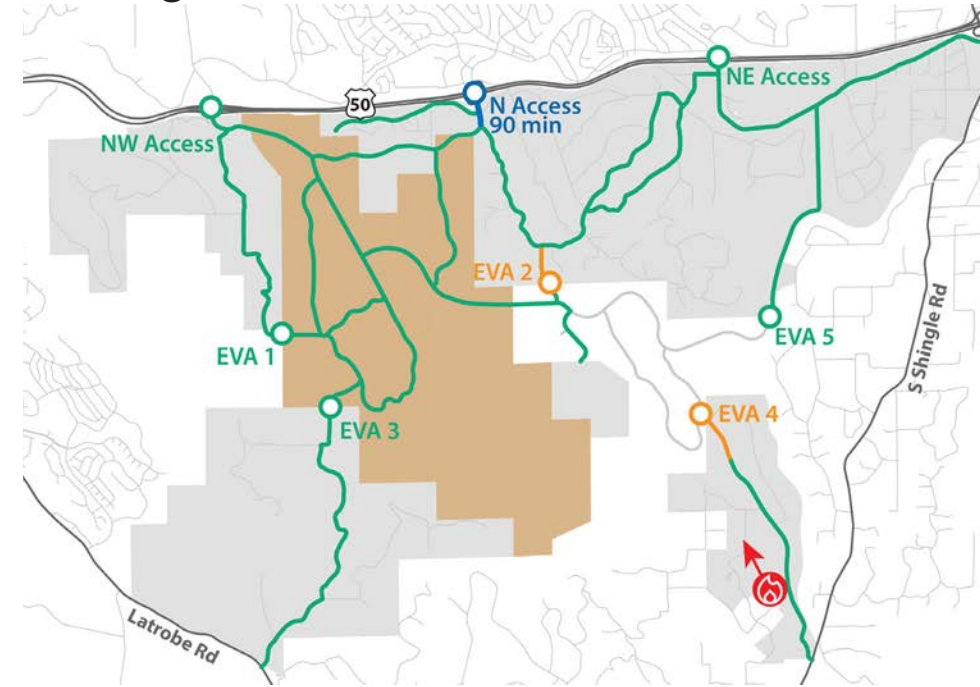 50
NE Access
N Access
90 min
NW Access
EVA 2
EVA 1
EVA 5
S Shingle Rd
EVA 3
EVA 4
Latrobe Rd